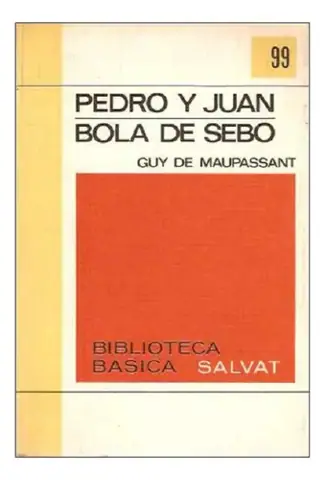 99
PEDRO Y JUAN
BOLA DE SEBO
GUY DE MAUPASSANT
BIBLIOTECA
BASICA SALVAT